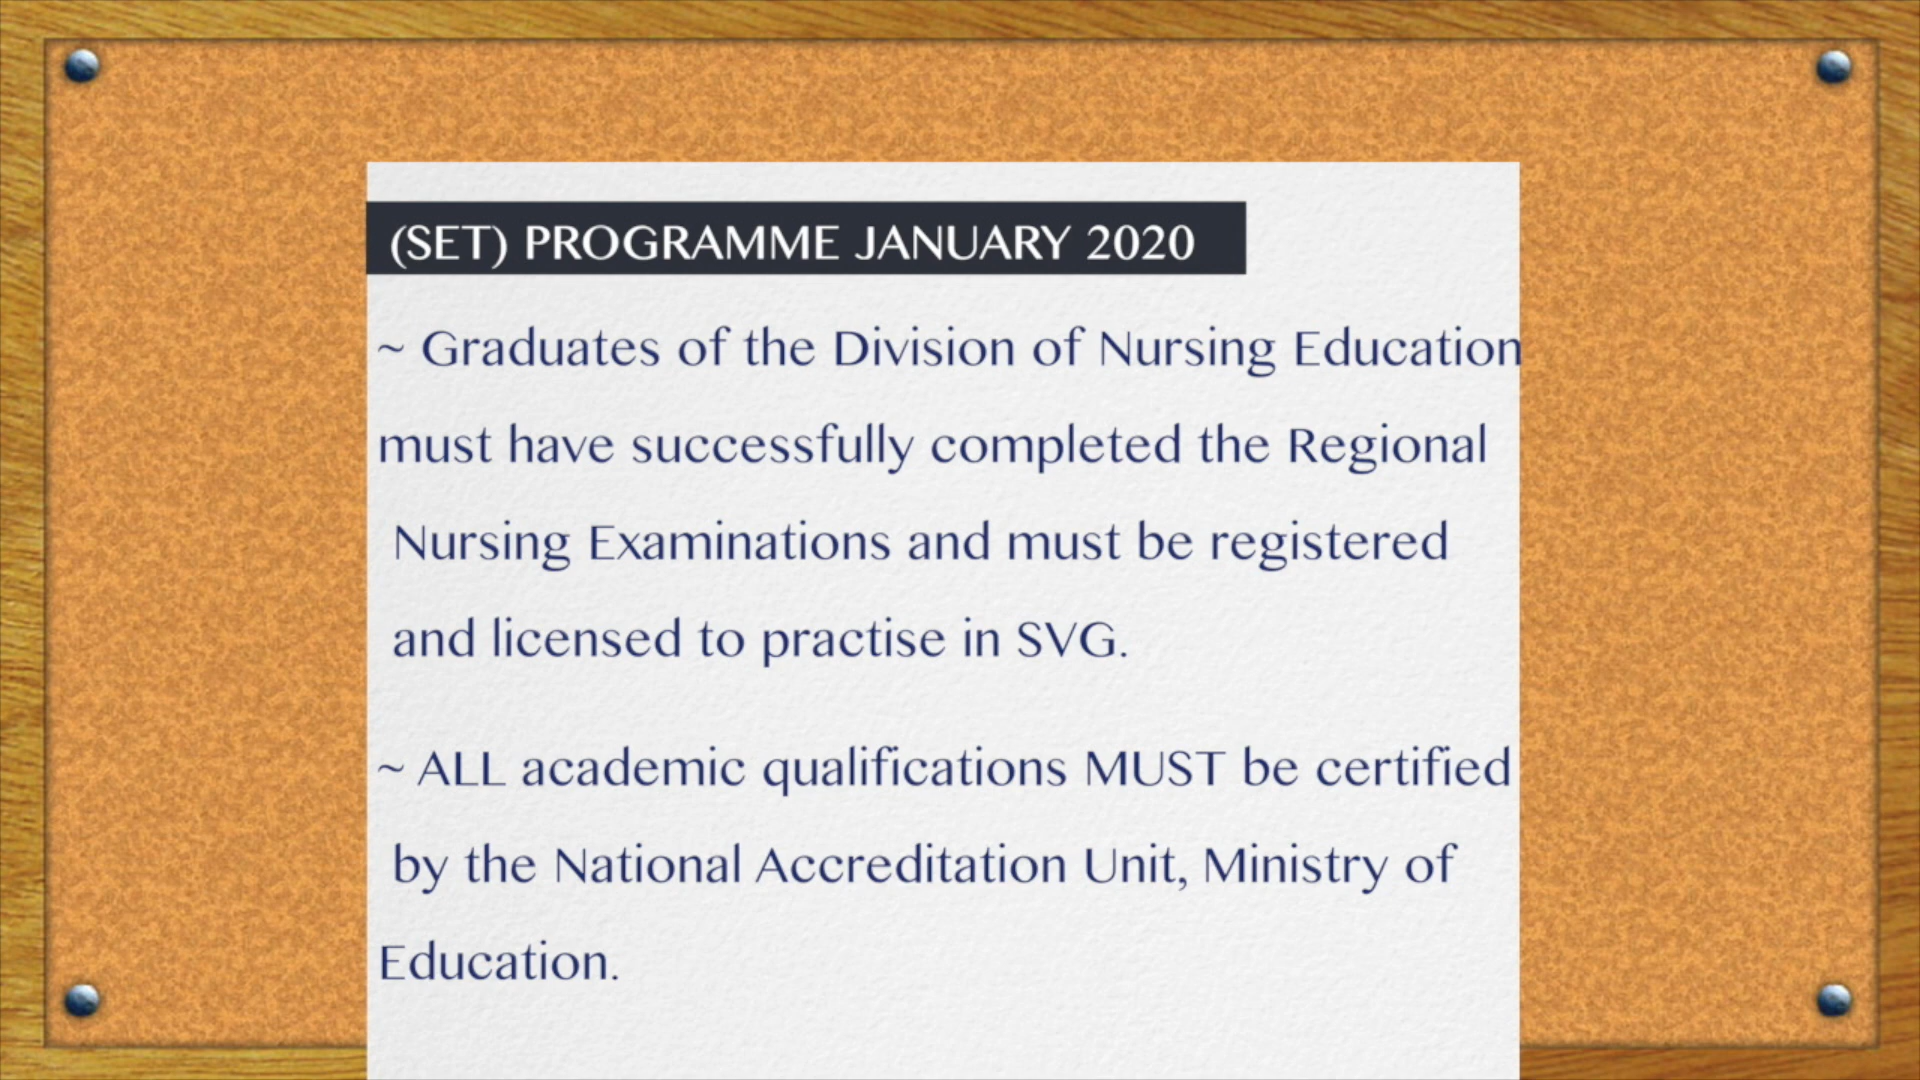 (SET) PROGRAMME JANUARY 2020
~ Graduates of the Division of Nursing Education
must have successfully completed the Regional
Nursing Examinations and must be registered
and licensed to practise in SVG.
~ ALL academic qualifications MUST be certified
by the National Accreditation Unit, Ministry of
Education.